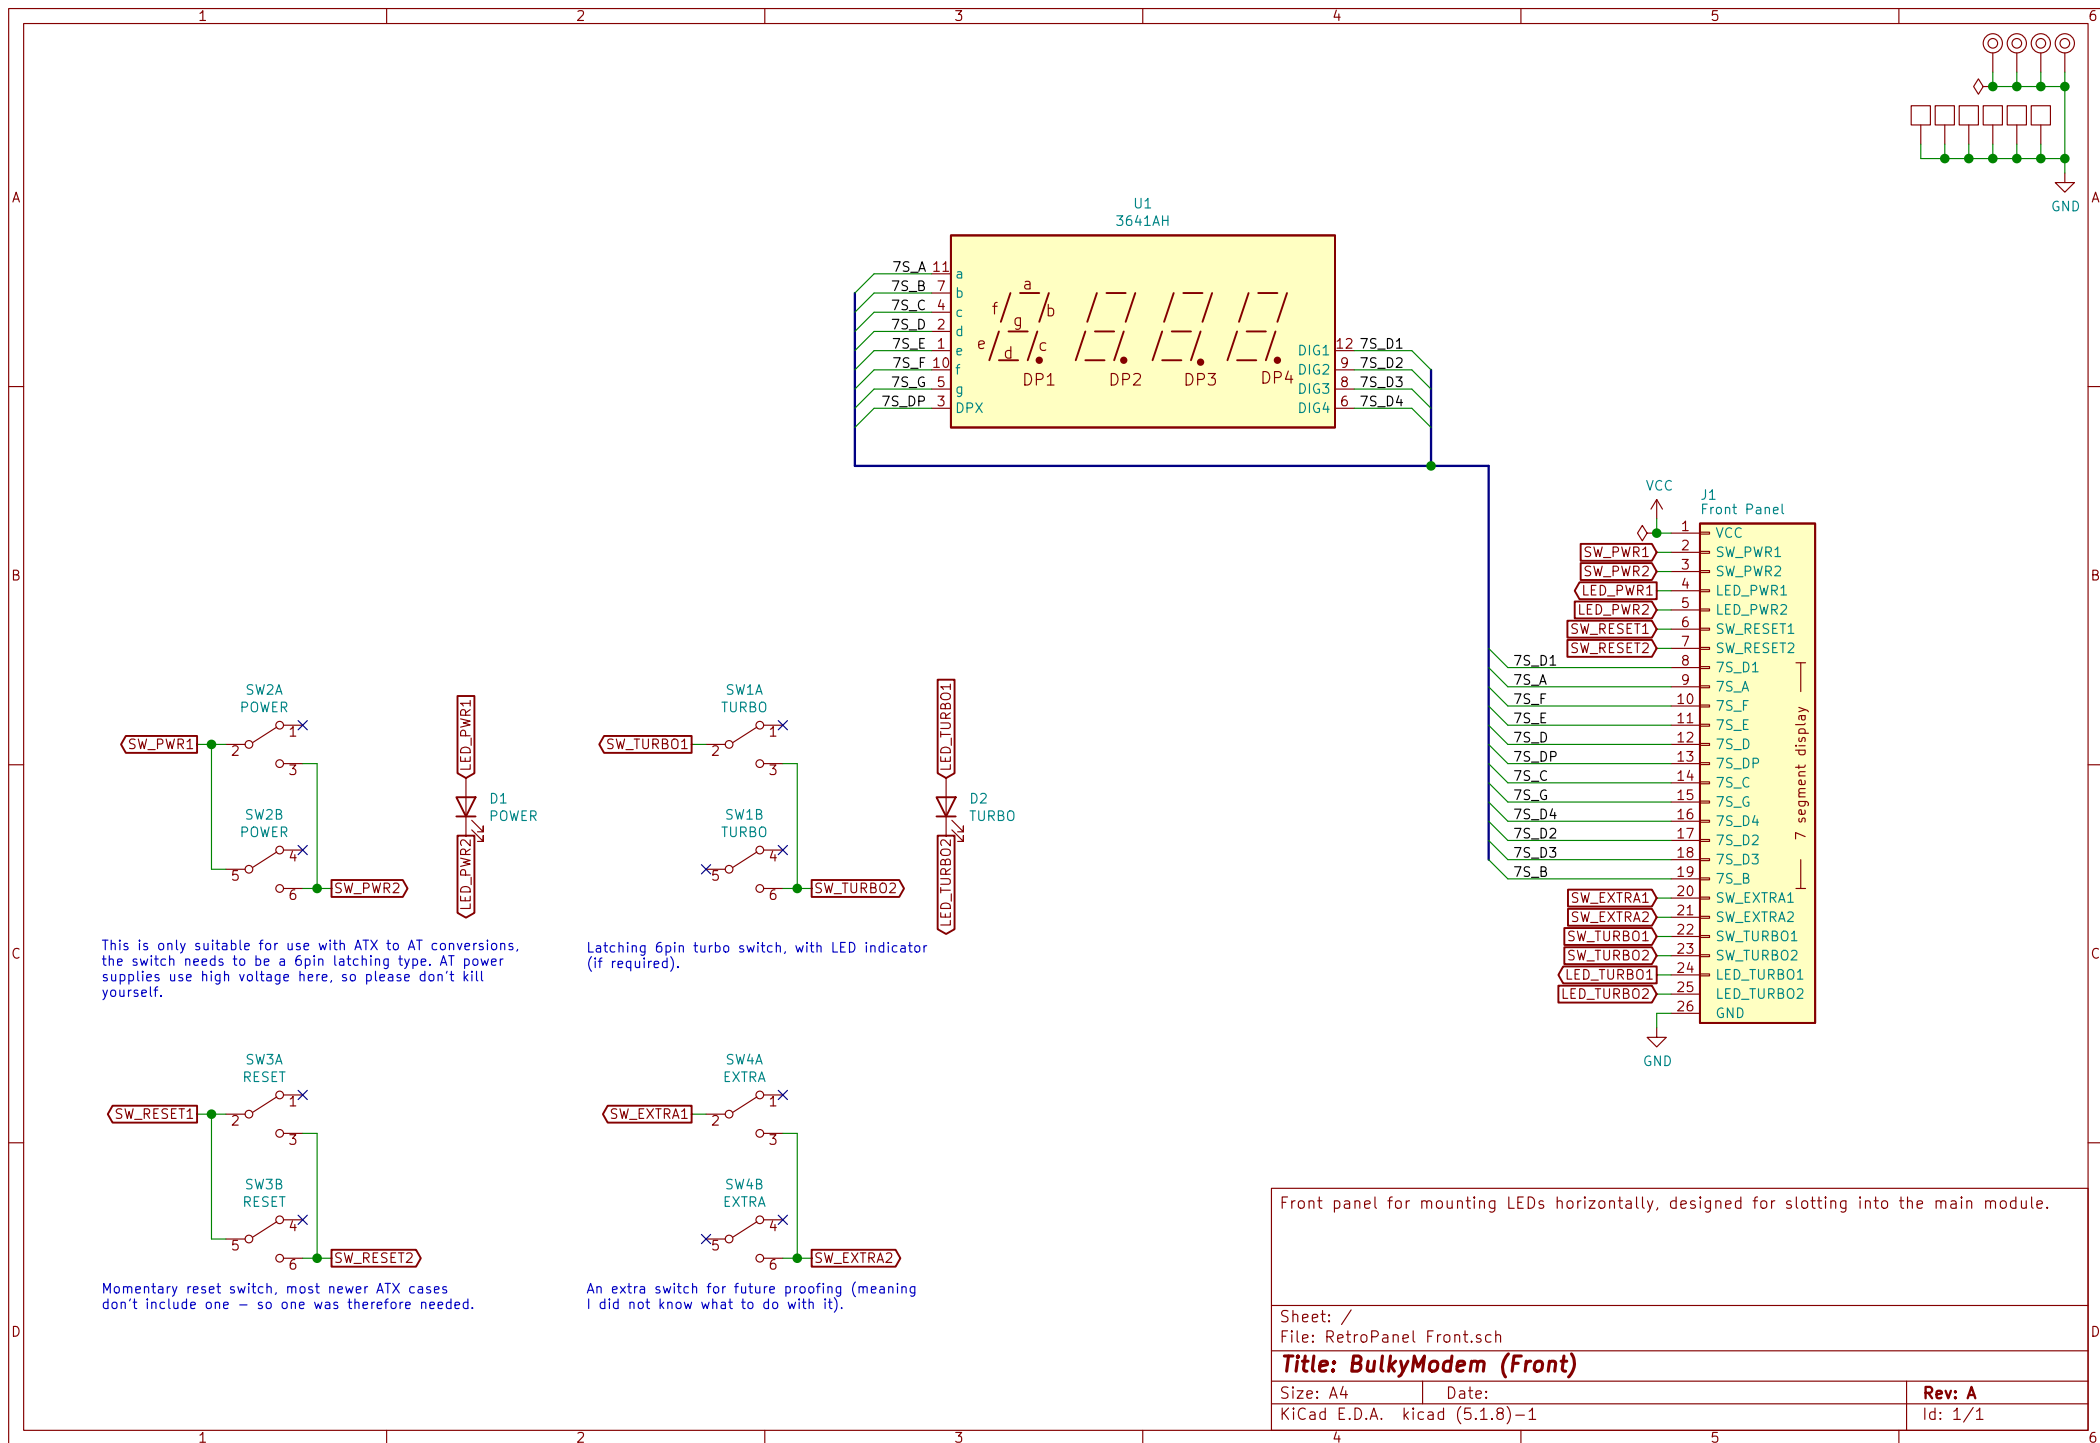 1 2 3 4 5 6
A
A
GND
U1
3641AH
7S_A 11 a
7S_B 7 b
7S_C 4 c
7S_D 2 d
7S_E 1 e
7S_F 10 f
7S_G 5 g
7S_DP 3 DPX
a
f b
g
e d c
DP1 DP2 DP3 DP4
DIG1 12 7S_D1
DIG2 9 7S_D2
DIG3 8 7S_D3
DIG4 6 7S_D4
B
B
VCC
J1
Front Panel
1 VCC
SW_PWR1 2 SW_PWR1
SW_PWR2 3 SW_PWR2
LED_PWR1 4 LED_PWR1
LED_PWR2 5 LED_PWR2
SW_RESET1 6 SW_RESET1
SW_RESET2 7 SW_RESET2
7S_D1 8 7S_D1
7S_A 9 7S_A
7S_F 10 7S_F
7S_E 11 7S_E
7S_D 12 7S_D
7S_DP 13 7S_DP
7S_C 14 7S_C
7S_G 15 7S_G
7S_D4 16 7S_D4
7S_D2 17 7S_D2
7S_D3 18 7S_D3
7S_B 19 7S_B
SW_EXTRA1 20 SW_EXTRA1
SW_EXTRA2 21 SW_EXTRA2
SW_TURBO1 22 SW_TURBO1
SW_TURBO2 23 SW_TURBO2
LED_TURBO1 24 LED_TURBO1
LED_TURBO2 25 LED_TURBO2
26 GND
7 segment display
GND
SW2A
POWER
SW_PWR1 2 1
3
SW2B
POWER
5 4
6 SW_PWR2
LED_PWR1
D1
POWER
LED_PWR2
SW1A
TURBO
SW_TURBO1 2 1
3
SW1B
TURBO
5 4
6 SW_TURBO2
LED_TURBO1
D2
TURBO
LED_TURBO2
C
C
This is only suitable for use with ATX to AT conversions,
the switch needs to be a 6pin latching type. AT power
supplies use high voltage here, so please don't kill
yourself.
Latching 6pin turbo switch, with LED indicator
(if required).
SW3A
RESET
SW_RESET1 2 1
3
SW3B
RESET
5 4
6 SW_RESET2
SW4A
EXTRA
SW_EXTRA1 2 1
3
SW4B
EXTRA
5 4
6 SW_EXTRA2
Momentary reset switch, most newer ATX cases
don't include one – so one was therefore needed.
An extra switch for future proofing (meaning
I did not know what to do with it).
D
D
Front panel for mounting LEDs horizontally, designed for slotting into the main module.
Sheet: /
File: RetroPanel Front.sch
Title: BulkyModem (Front)
Size: A4 Date: Rev: A
KiCad E.D.A. kicad (5.1.8)-1 Id: 1/1
1 2 3 4 5 6